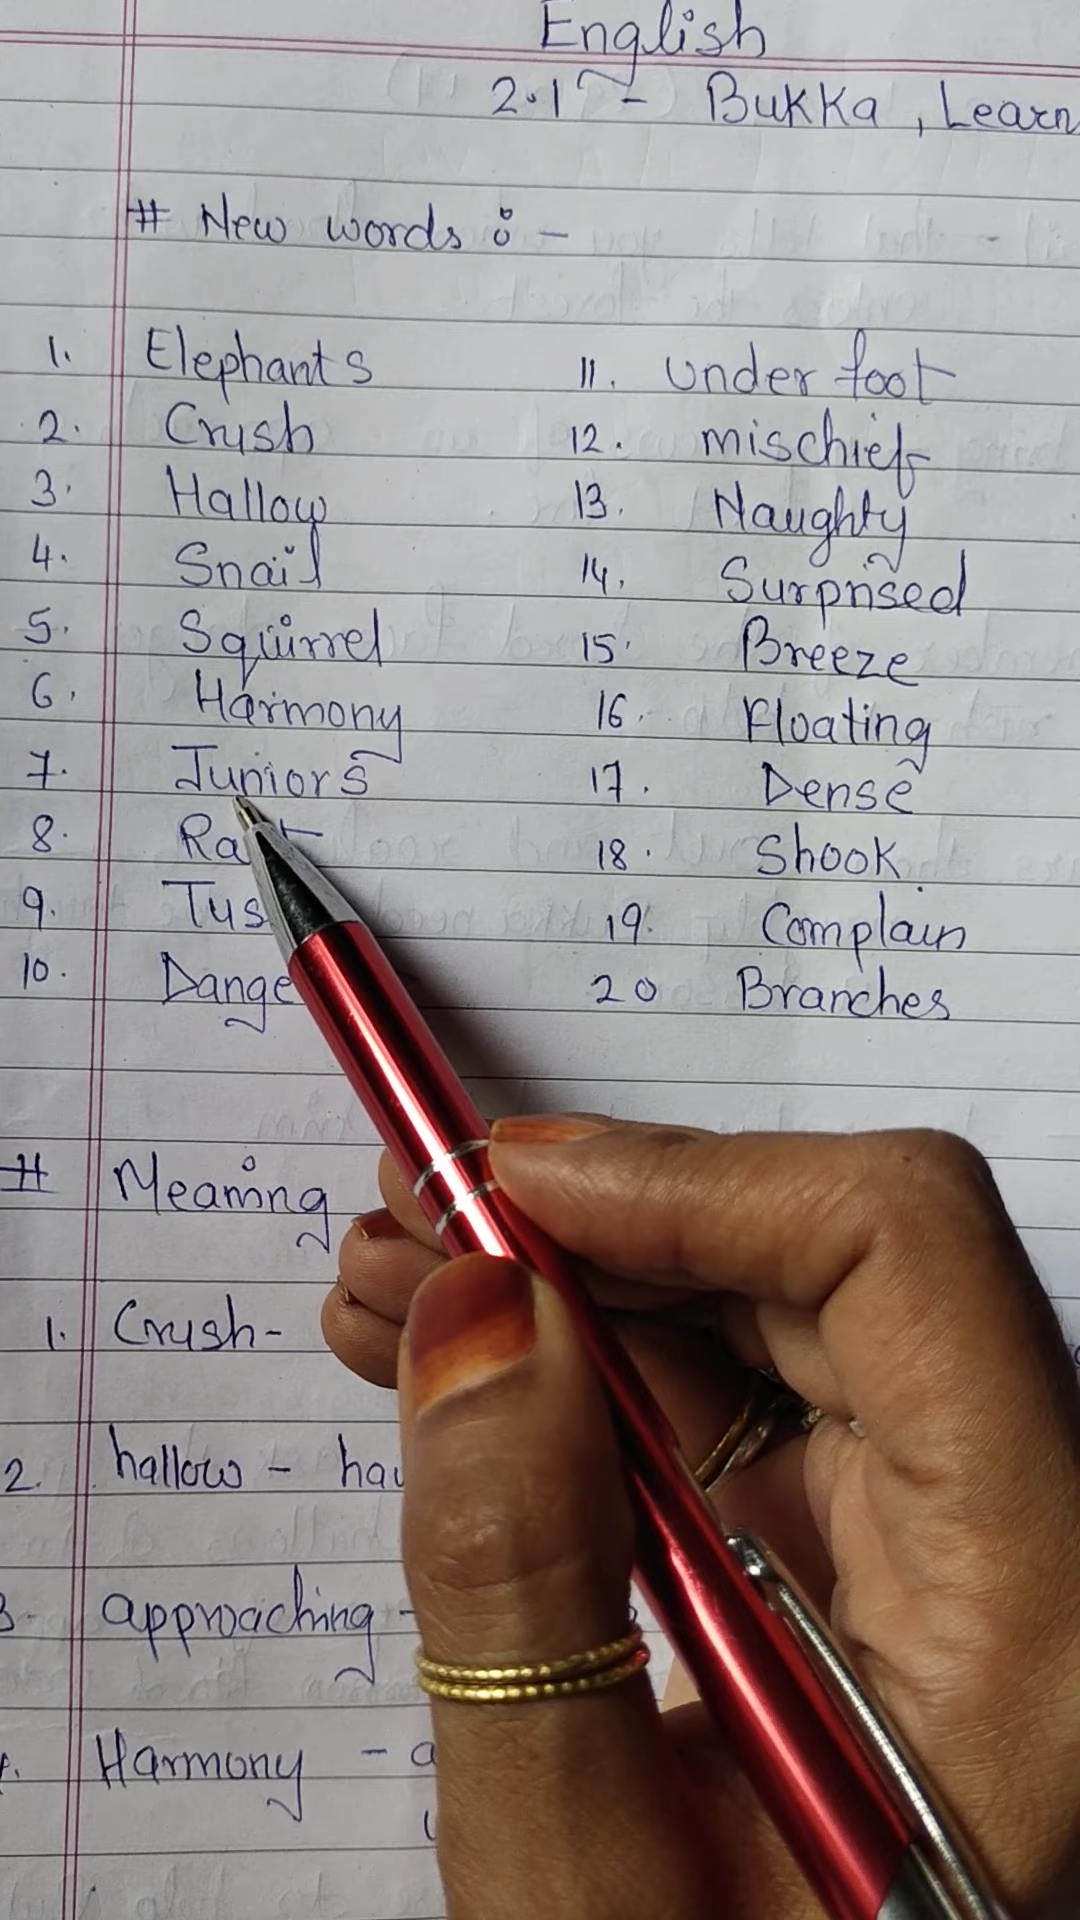 English
2.1 - Bukka, Learn
# New words :-
1. Elephants 11. under foot
2. Crush 12. mischief
3. Hallow 13. Naughty
4. Snail 14. Surprised
5. Squirrel 15. Breeze
6. Harmony 16. Floating
7. Juniors 17. Dense
8. 18. Shook
9. 19. Complain
10. 20 Branches
# Meaning
1. Crush-
2. hallow -
3. approaching -
4. Harmony - a